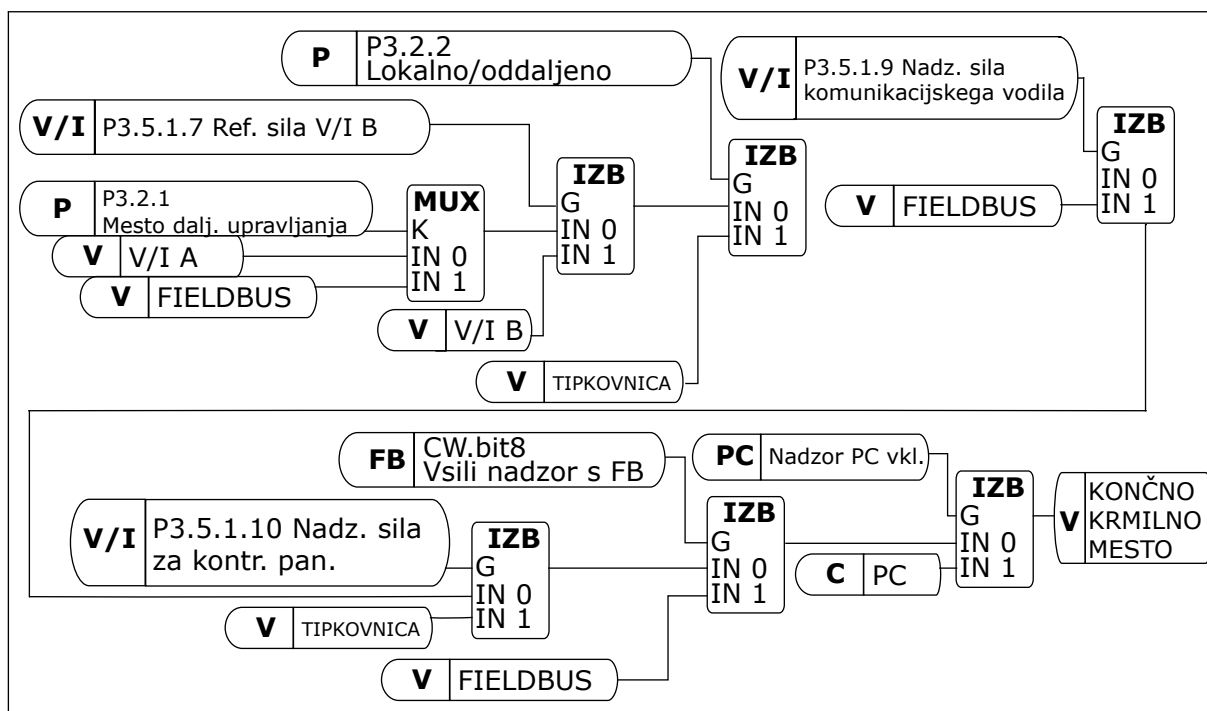 P
P3.2.2
Lokalno/oddaljeno
V/I
P3.5.1.9 Nadz. sila
komunikacijskega vodila
V/I
P3.5.1.7 Ref. sila V/I B
P
P3.2.1
Mesto dalj. upravljanja
V
V/I A
V
FIELDBUS
MUX
K
IN 0
IN 1
V
V/I B
IZB
G
IN 0
IN 1
V
TIPKOVNICA
IZB
G
IN 0
IN 1
V
FIELDBUS
IZB
G
IN 0
IN 1
FB
CW.bit8
Vsili nadzor s FB
PC
Nadzor PC vkl.
V/I
P3.5.1.10 Nadz. sila
za kontr. pan.
V
TIPKOVNICA
IZB
G
IN 0
IN 1
V
FIELDBUS
IZB
G
IN 0
IN 1
C
PC
IZB
G
IN 0
IN 1
V
KONČNO
KRMILNO
MESTO